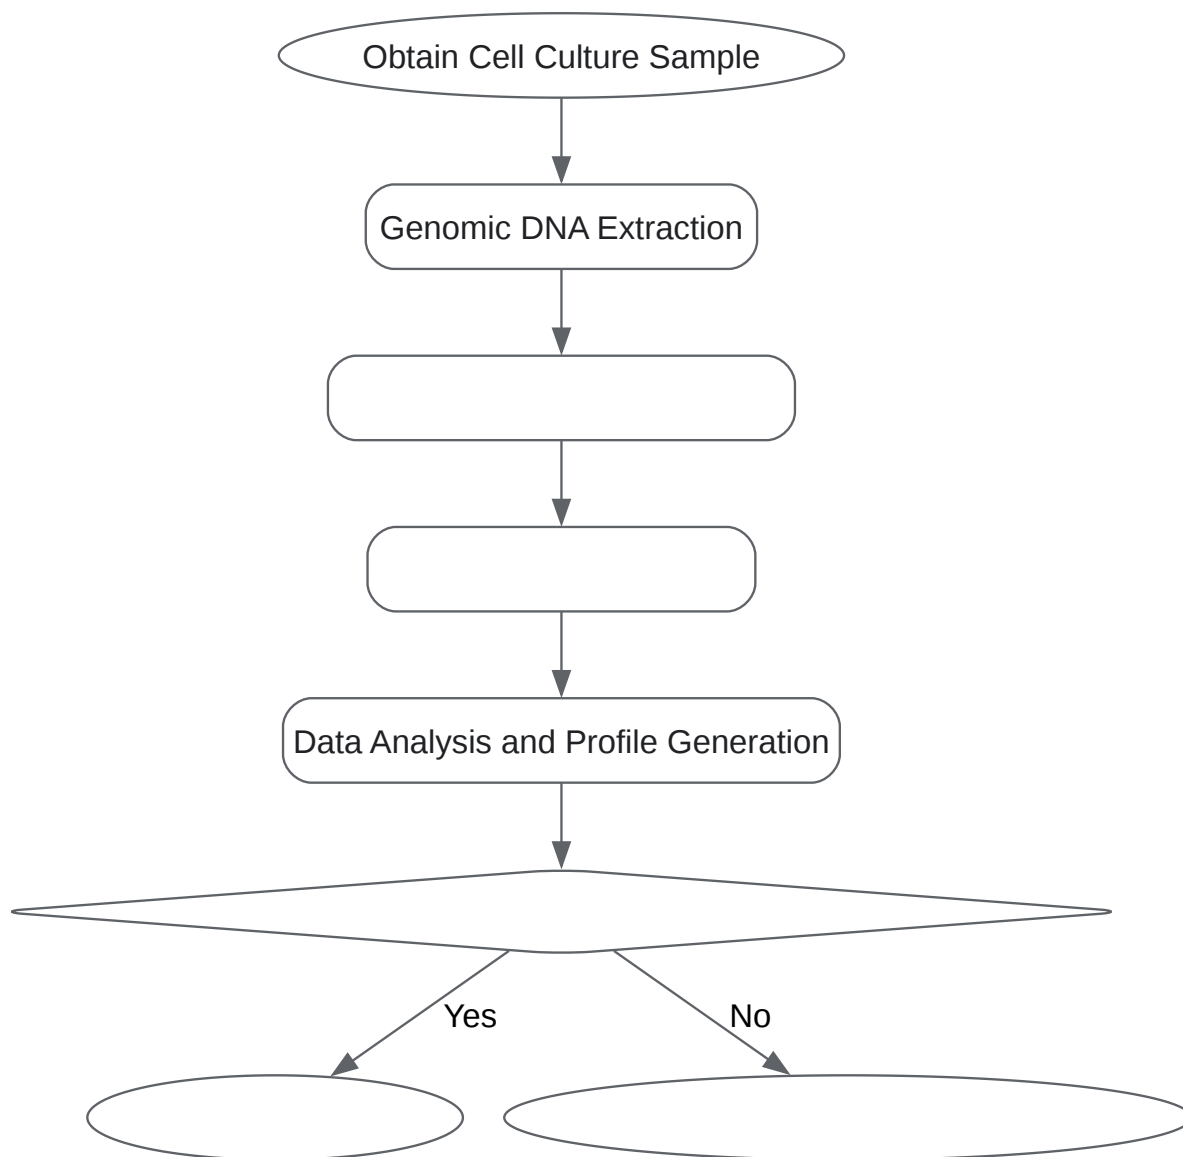 Obtain Cell Culture Sample
Genomic DNA Extraction
Data Analysis and Profile Generation
Yes
No